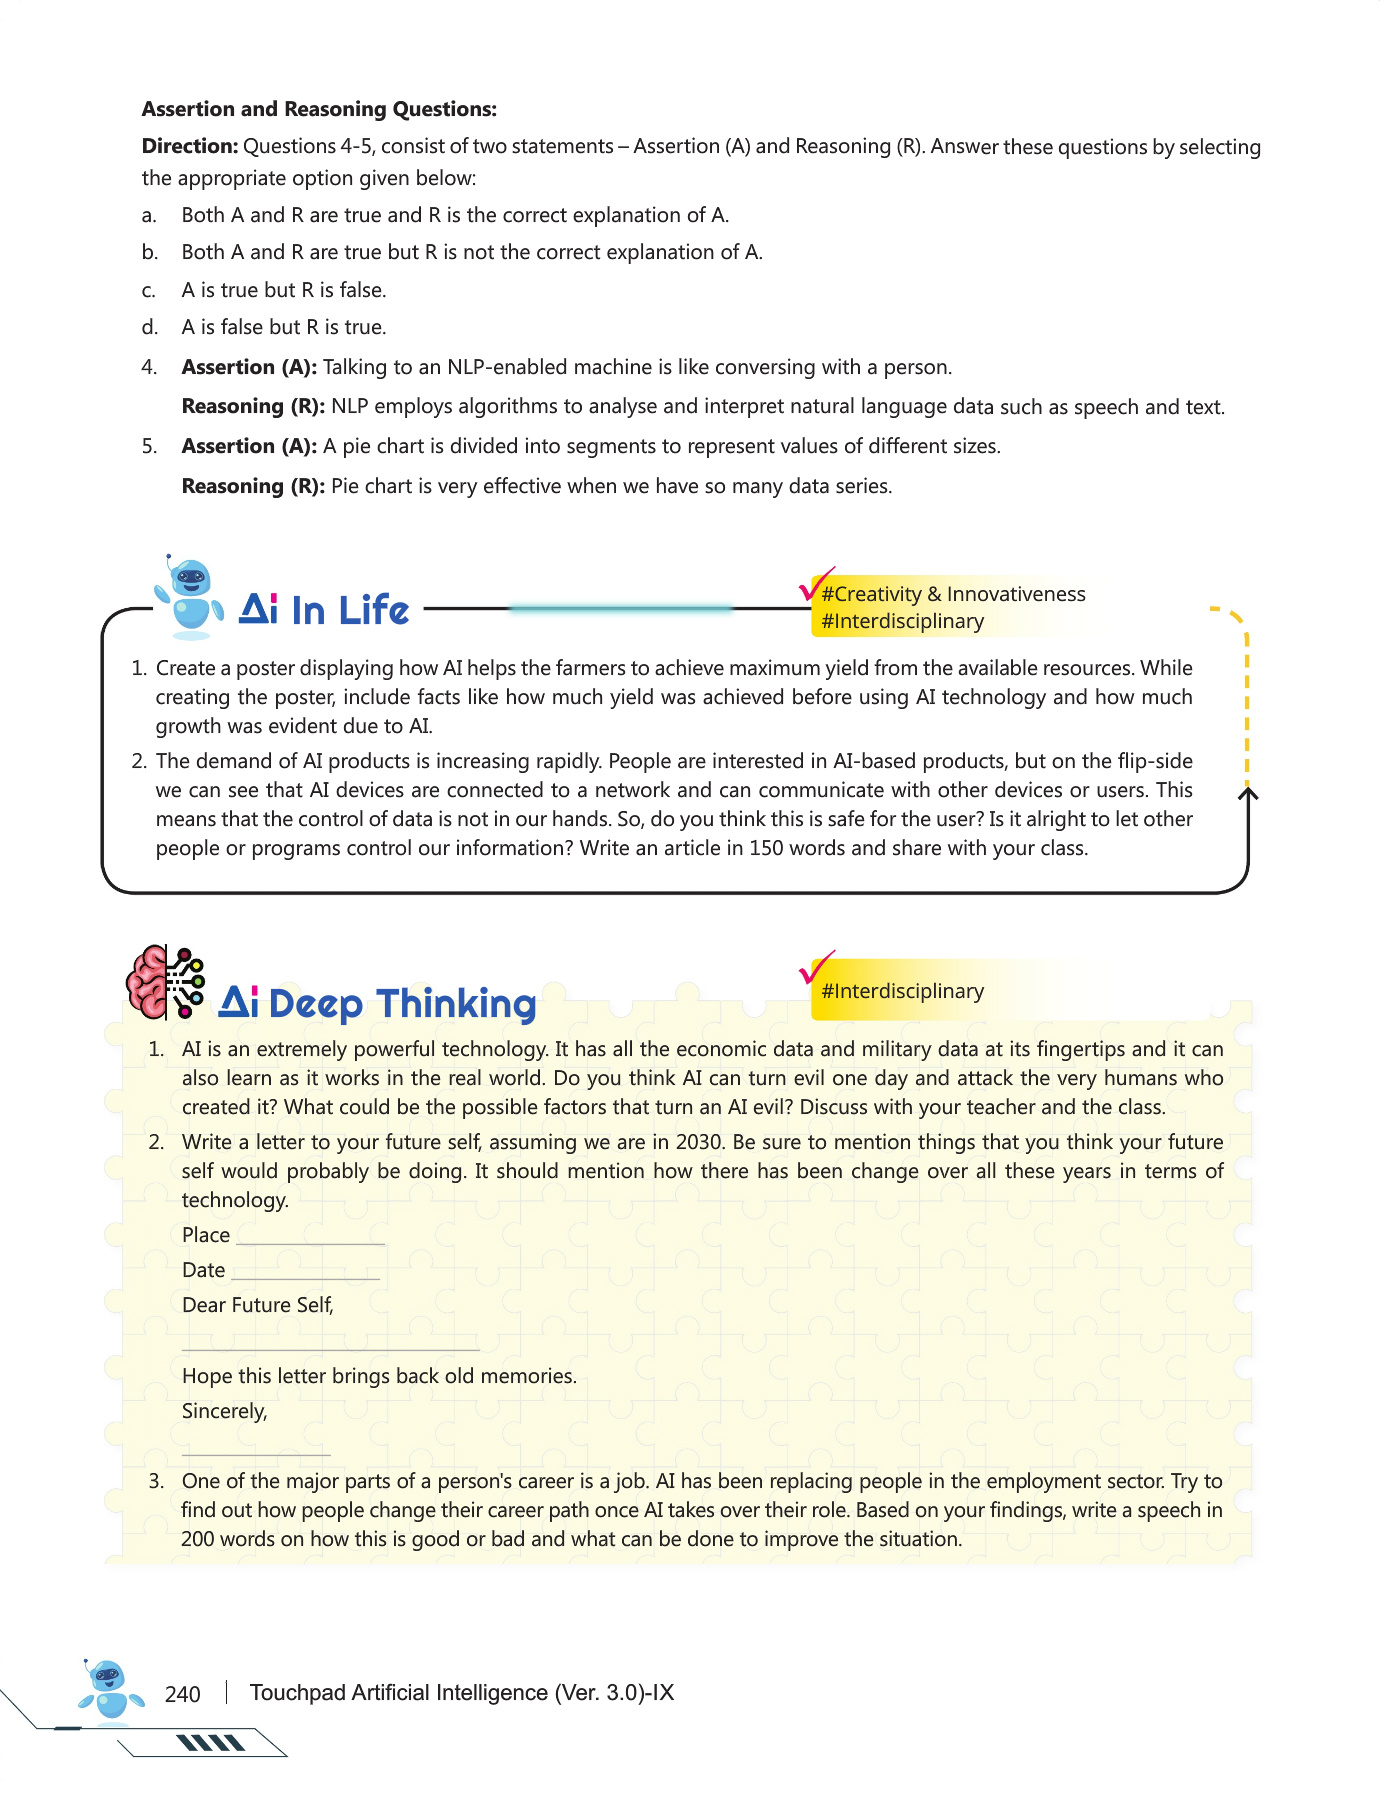 Assertion and Reasoning Questions:
Direction: Questions 4-5, consist of two statements – Assertion (A) and Reasoning (R). Answer these questions by selecting
the appropriate option given below:
a. Both A and R are true and R is the correct explanation of A.
b. Both A and R are true but R is not the correct explanation of A.
c. A is true but R is false.
d. A is false but R is true.
4. Assertion (A): Talking to an NLP-enabled machine is like conversing with a person.
Reasoning (R): NLP employs algorithms to analyse and interpret natural language data such as speech and text.
5. Assertion (A): A pie chart is divided into segments to represent values of different sizes.
Reasoning (R): Pie chart is very effective when we have so many data series.
Ai In Life
#Creativity & Innovativeness
#Interdisciplinary
1. Create a poster displaying how AI helps the farmers to achieve maximum yield from the available resources. While
creating the poster, include facts like how much yield was achieved before using AI technology and how much
growth was evident due to AI.
2. The demand of AI products is increasing rapidly. People are interested in AI-based products, but on the flip-side
we can see that AI devices are connected to a network and can communicate with other devices or users. This
means that the control of data is not in our hands. So, do you think this is safe for the user? Is it alright to let other
people or programs control our information? Write an article in 150 words and share with your class.
Ai Deep Thinking
#Interdisciplinary
1. AI is an extremely powerful technology. It has all the economic data and military data at its fingertips and it can
also learn as it works in the real world. Do you think AI can turn evil one day and attack the very humans who
created it? What could be the possible factors that turn an AI evil? Discuss with your teacher and the class.
2. Write a letter to your future self, assuming we are in 2030. Be sure to mention things that you think your future
self would probably be doing. It should mention how there has been change over all these years in terms of
technology.
Place ______________
Date ______________
Dear Future Self,
____________________________
Hope this letter brings back old memories.
Sincerely,
______________
3. One of the major parts of a person's career is a job. AI has been replacing people in the employment sector. Try to
find out how people change their career path once AI takes over their role. Based on your findings, write a speech in
200 words on how this is good or bad and what can be done to improve the situation.
240 | Touchpad Artificial Intelligence (Ver. 3.0)-IX